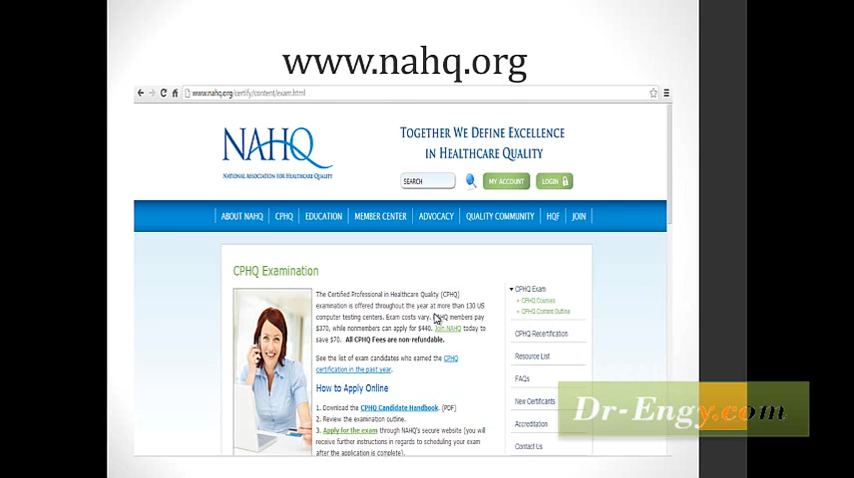 www.nahq.org
www.nahq.org/certify/content/exam.html
NAHQ
NATIONAL ASSOCIATION FOR HEALTHCARE QUALITY
TOGETHER WE DEFINE EXCELLENCE
IN HEALTHCARE QUALITY
SEARCH
MY ACCOUNT
LOGIN
ABOUT NAHQ CPHQ EDUCATION MEMBER CENTER ADVOCACY QUALITY COMMUNITY HQF JOIN
CPHQ Examination
The Certified Professional in Healthcare Quality (CPHQ)
examination is offered throughout the year at more than 130 US
computer testing centers. Exam costs vary. members pay
$370, while nonmembers can apply for $440. Join NAHQ today to
save $70. All CPHQ Fees are non-refundable.
See the list of exam candidates who earned the CPHQ
certification in the past year.
How to Apply Online
1. Download the CPHQ Candidate Handbook. (PDF)
2. Review the examination outline.
3. Apply for the exam through NAHQ's secure website (you will
receive further instructions in regards to scheduling your exam
after the application is complete).
CPHQ Exam
CPHQ Courses
CPHQ Content Outline
CPHQ Recertification
Resource List
FAQs
New Certificants
Accreditation
Contact Us
Dr-Engy.com